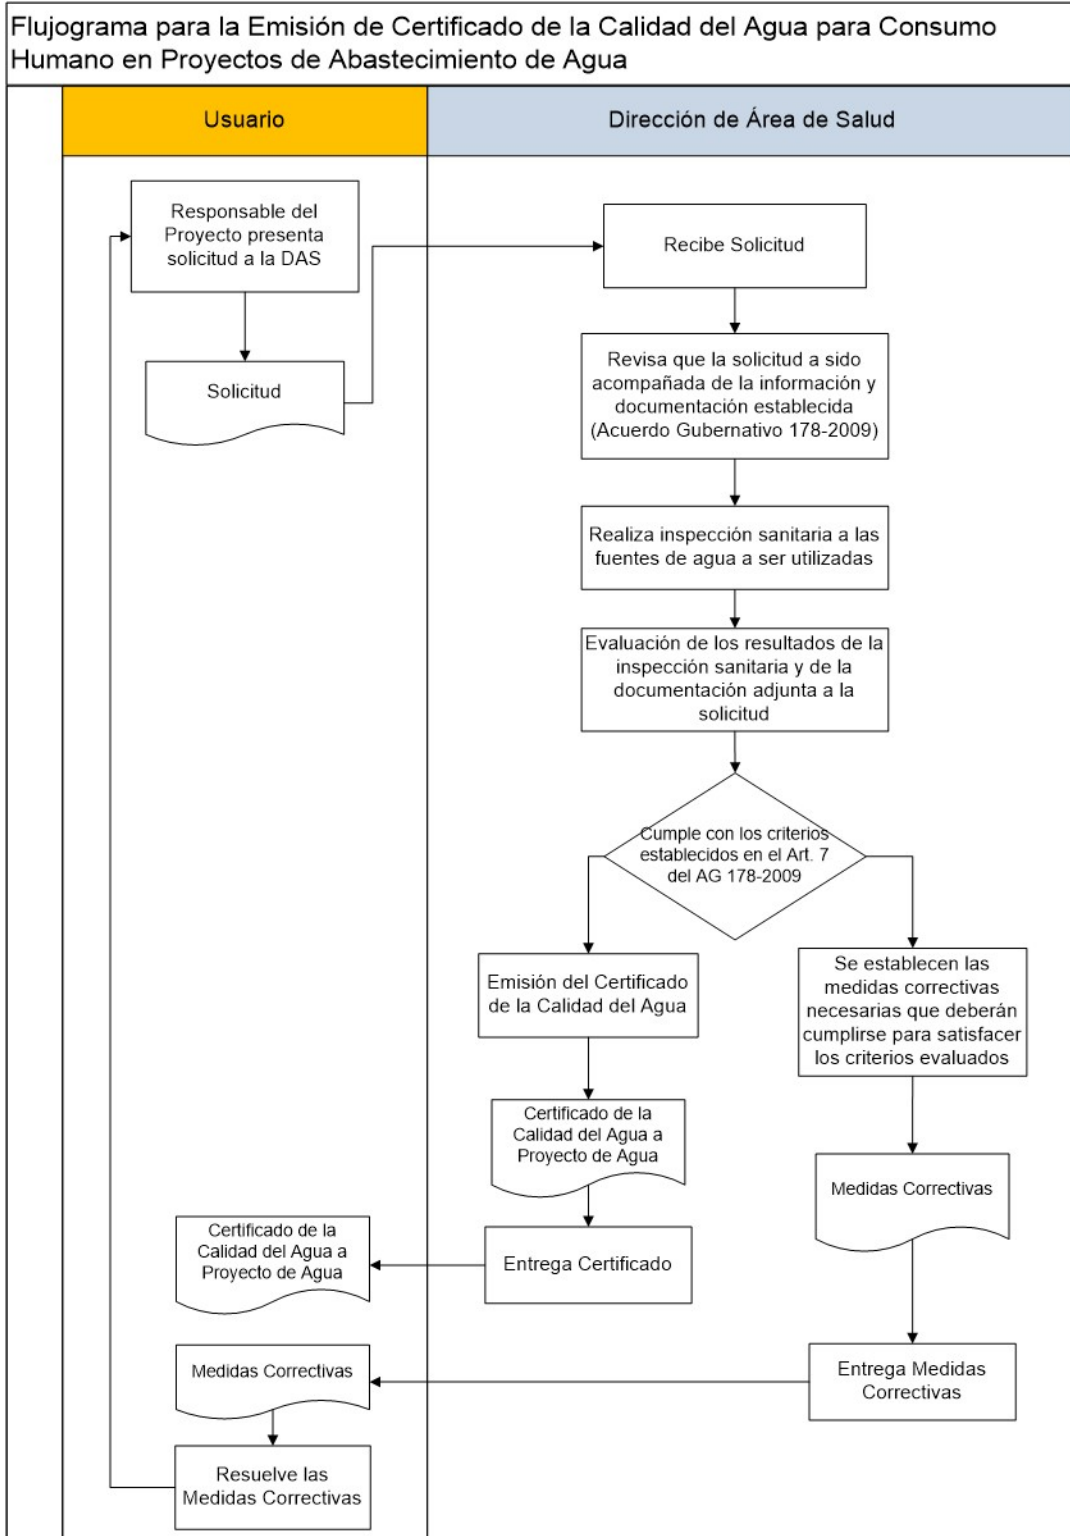 Flujograma para la Emisión de Certificado de la Calidad del Agua para Consumo
Humano en Proyectos de Abastecimiento de Agua
Usuario
Dirección de Área de Salud
Responsable del
Proyecto presenta
solicitud a la DAS
Solicitud
Recibe Solicitud
Revisa que la solicitud a sido
acompañada de la información y
documentación establecida
(Acuerdo Gubernativo 178-2009)
Realiza inspección sanitaria a las
fuentes de agua a ser utilizadas
Evaluación de los resultados de la
inspección sanitaria y de la
documentación adjunta a la
solicitud
Cumple con los criterios
establecidos en el Art. 7
del AG 178-2009
Emisión del Certificado
de la Calidad del Agua
Se establecen las
medidas correctivas
necesarias que deberán
cumplirse para satisfacer
los criterios evaluados
Certificado de la
Calidad del Agua a
Proyecto de Agua
Medidas Correctivas
Entrega Certificado
Certificado de la
Calidad del Agua a
Proyecto de Agua
Entrega Medidas
Correctivas
Medidas Correctivas
Resuelve las
Medidas Correctivas